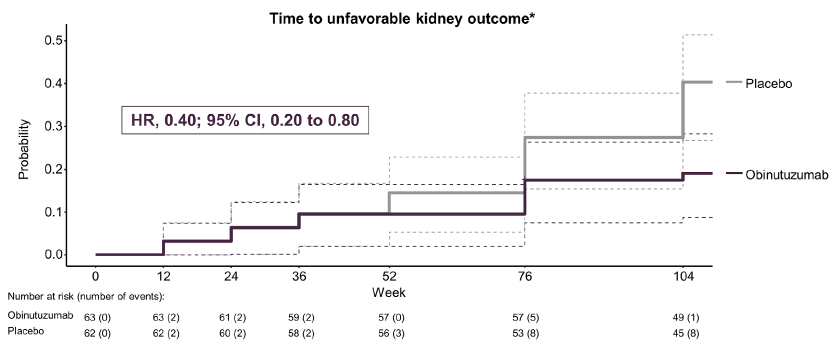 Time to unfavorable kidney outcome*
0.5
0.4
0.3
0.2
0.1
0.0
Probability
HR, 0.40; 95% CI, 0.20 to 0.80
Placebo
Obinutuzumab
0 12 24 36 52 76 104
Week
Number at risk (number of events):
Obinutuzumab 63 (0) 63 (2) 61 (2) 59 (2) 57 (0) 57 (5) 49 (1)
Placebo 62 (0) 62 (2) 60 (2) 58 (2) 56 (3) 53 (8) 45 (8)